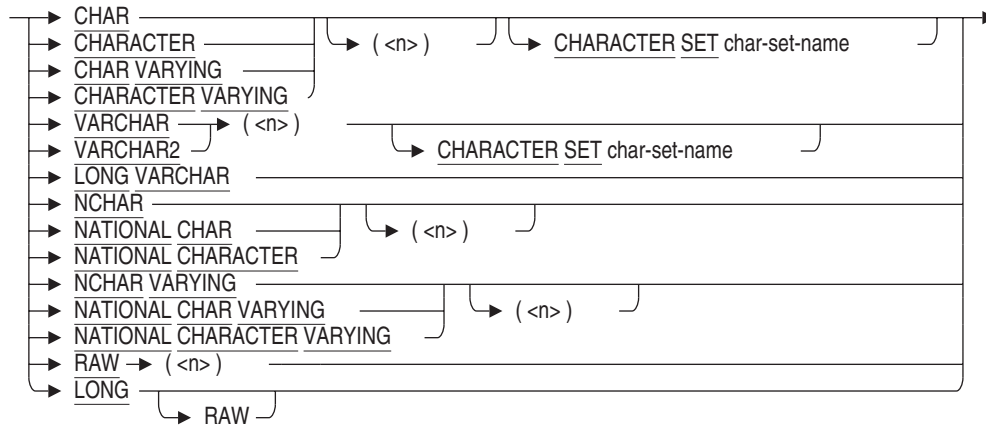 CHAR
CHARACTER ( <n> ) CHARACTER SET char-set-name
CHAR VARYING
CHARACTER VARYING
VARCHAR ( <n> )
VARCHAR2 CHARACTER SET char-set-name
LONG VARCHAR
NCHAR
NATIONAL CHAR ( <n> )
NATIONAL CHARACTER
NCHAR VARYING
NATIONAL CHAR VARYING ( <n> )
NATIONAL CHARACTER VARYING
RAW ( <n> )
LONG
RAW